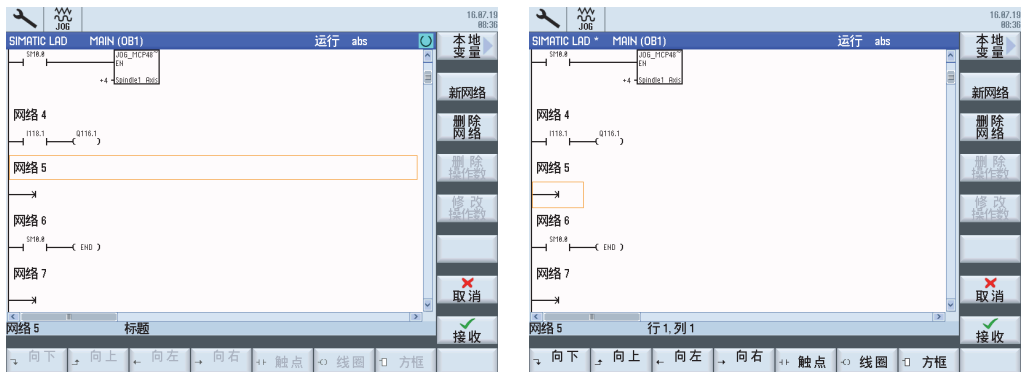 JOG
16.07.19
08:36
SIMATIC LAD MAIN (OB1) 运行 abs
SM0.0
JOG_MCP48~
EN
+4 Spindle1_Axis
网络 4
I118.1 Q116.1
网络 5
网络 6
SM0.0
END
网络 7
网络 5 标题
本地
变量
新网络
删除
网络
删除
操作数
修改
操作数
取消
接收
向下 向上 向左 向右 触点 线圈 方框
JOG
16.07.19
08:36
SIMATIC LAD * MAIN (OB1) 运行 abs
SM0.0
JOG_MCP48~
EN
+4 Spindle1_Axis
网络 4
I118.1 Q116.1
网络 5
网络 6
SM0.0
END
网络 7
网络 5 行 1, 列 1
本地
变量
新网络
删除
网络
删除
操作数
修改
操作数
取消
接收
向下 向上 向左 向右 触点 线圈 方框